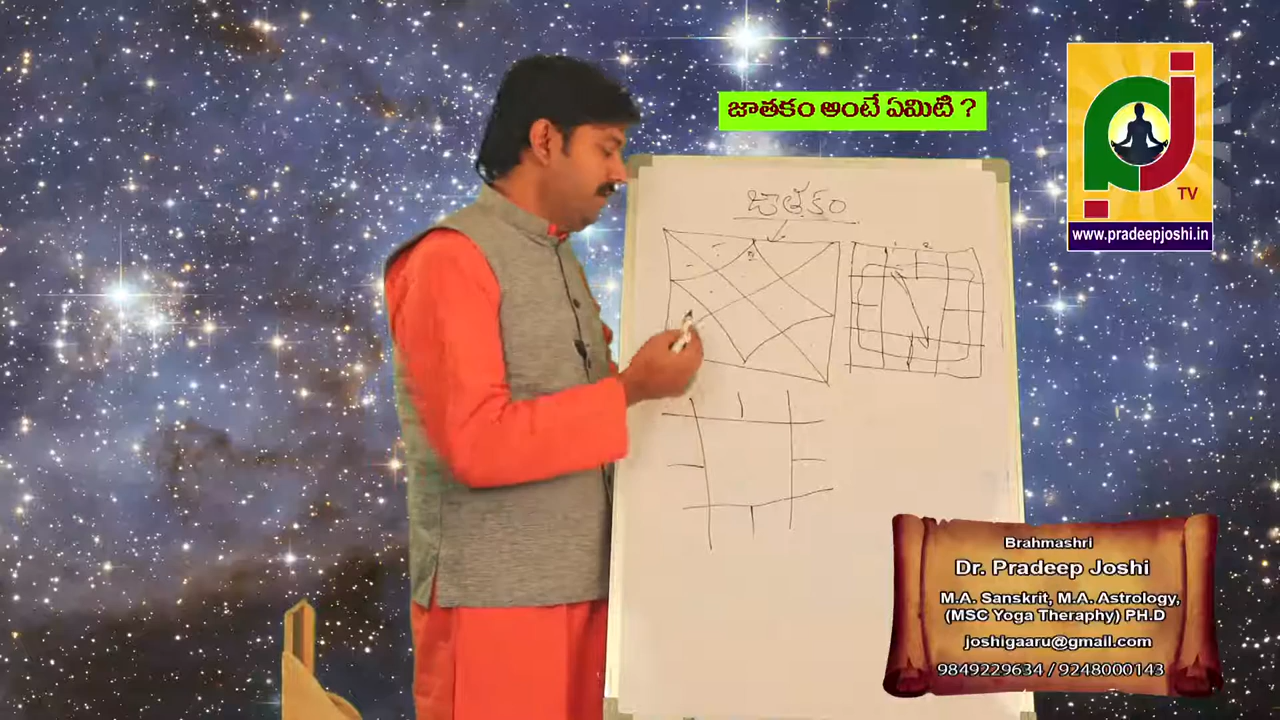 జాతకం అంటే ఏమిటి ?
TV
www.pradeepjoshi.in
జాతకం
Brahmashri
Dr. Pradeep Joshi
M.A. Sanskrit, M.A. Astrology,
(MSC Yoga Theraphy) PH.D
joshigaaru@gmail.com
9849229634 / 9248000143